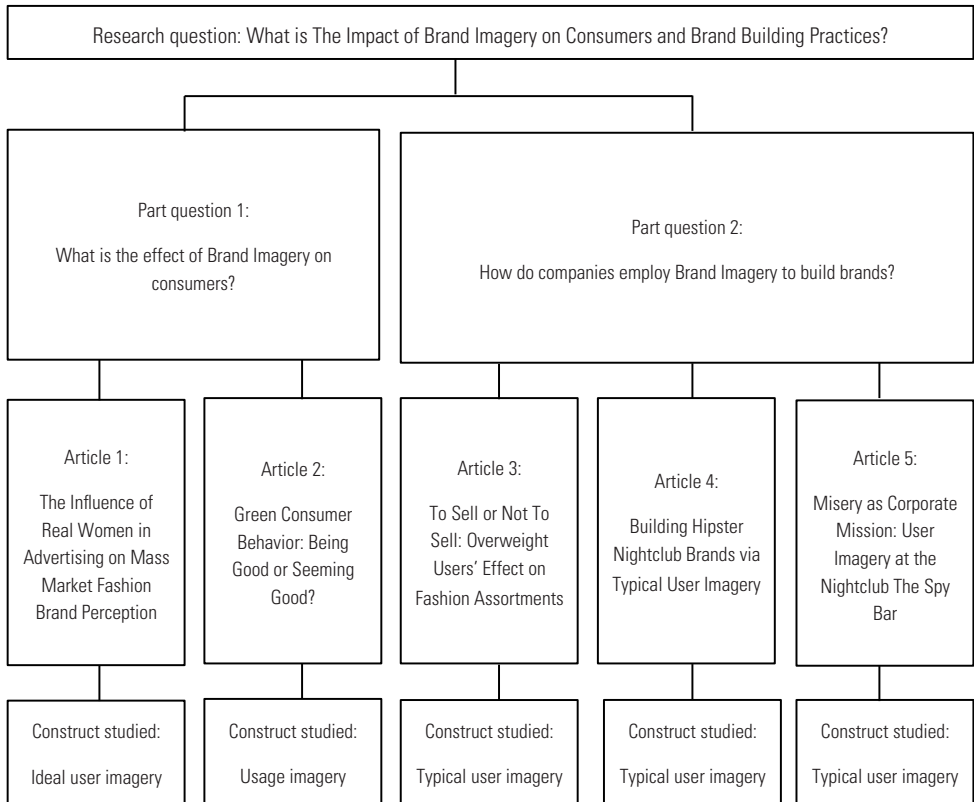 Research question: What is The Impact of Brand Imagery on Consumers and Brand Building Practices?
Part question 1:
What is the effect of Brand Imagery on
consumers?
Part question 2:
How do companies employ Brand Imagery to build brands?
Article 1:
The Influence of
Real Women in
Advertising on Mass
Market Fashion
Brand Perception
Article 2:
Green Consumer
Behavior: Being
Good or Seeming
Good?
Article 3:
To Sell or Not To
Sell: Overweight
Users’ Effect on
Fashion Assortments
Article 4:
Building Hipster
Nightclub Brands via
Typical User Imagery
Article 5:
Misery as Corporate
Mission: User
Imagery at the
Nightclub The Spy
Bar
Construct studied:
Ideal user imagery
Construct studied:
Usage imagery
Construct studied:
Typical user imagery
Construct studied:
Typical user imagery
Construct studied:
Typical user imagery